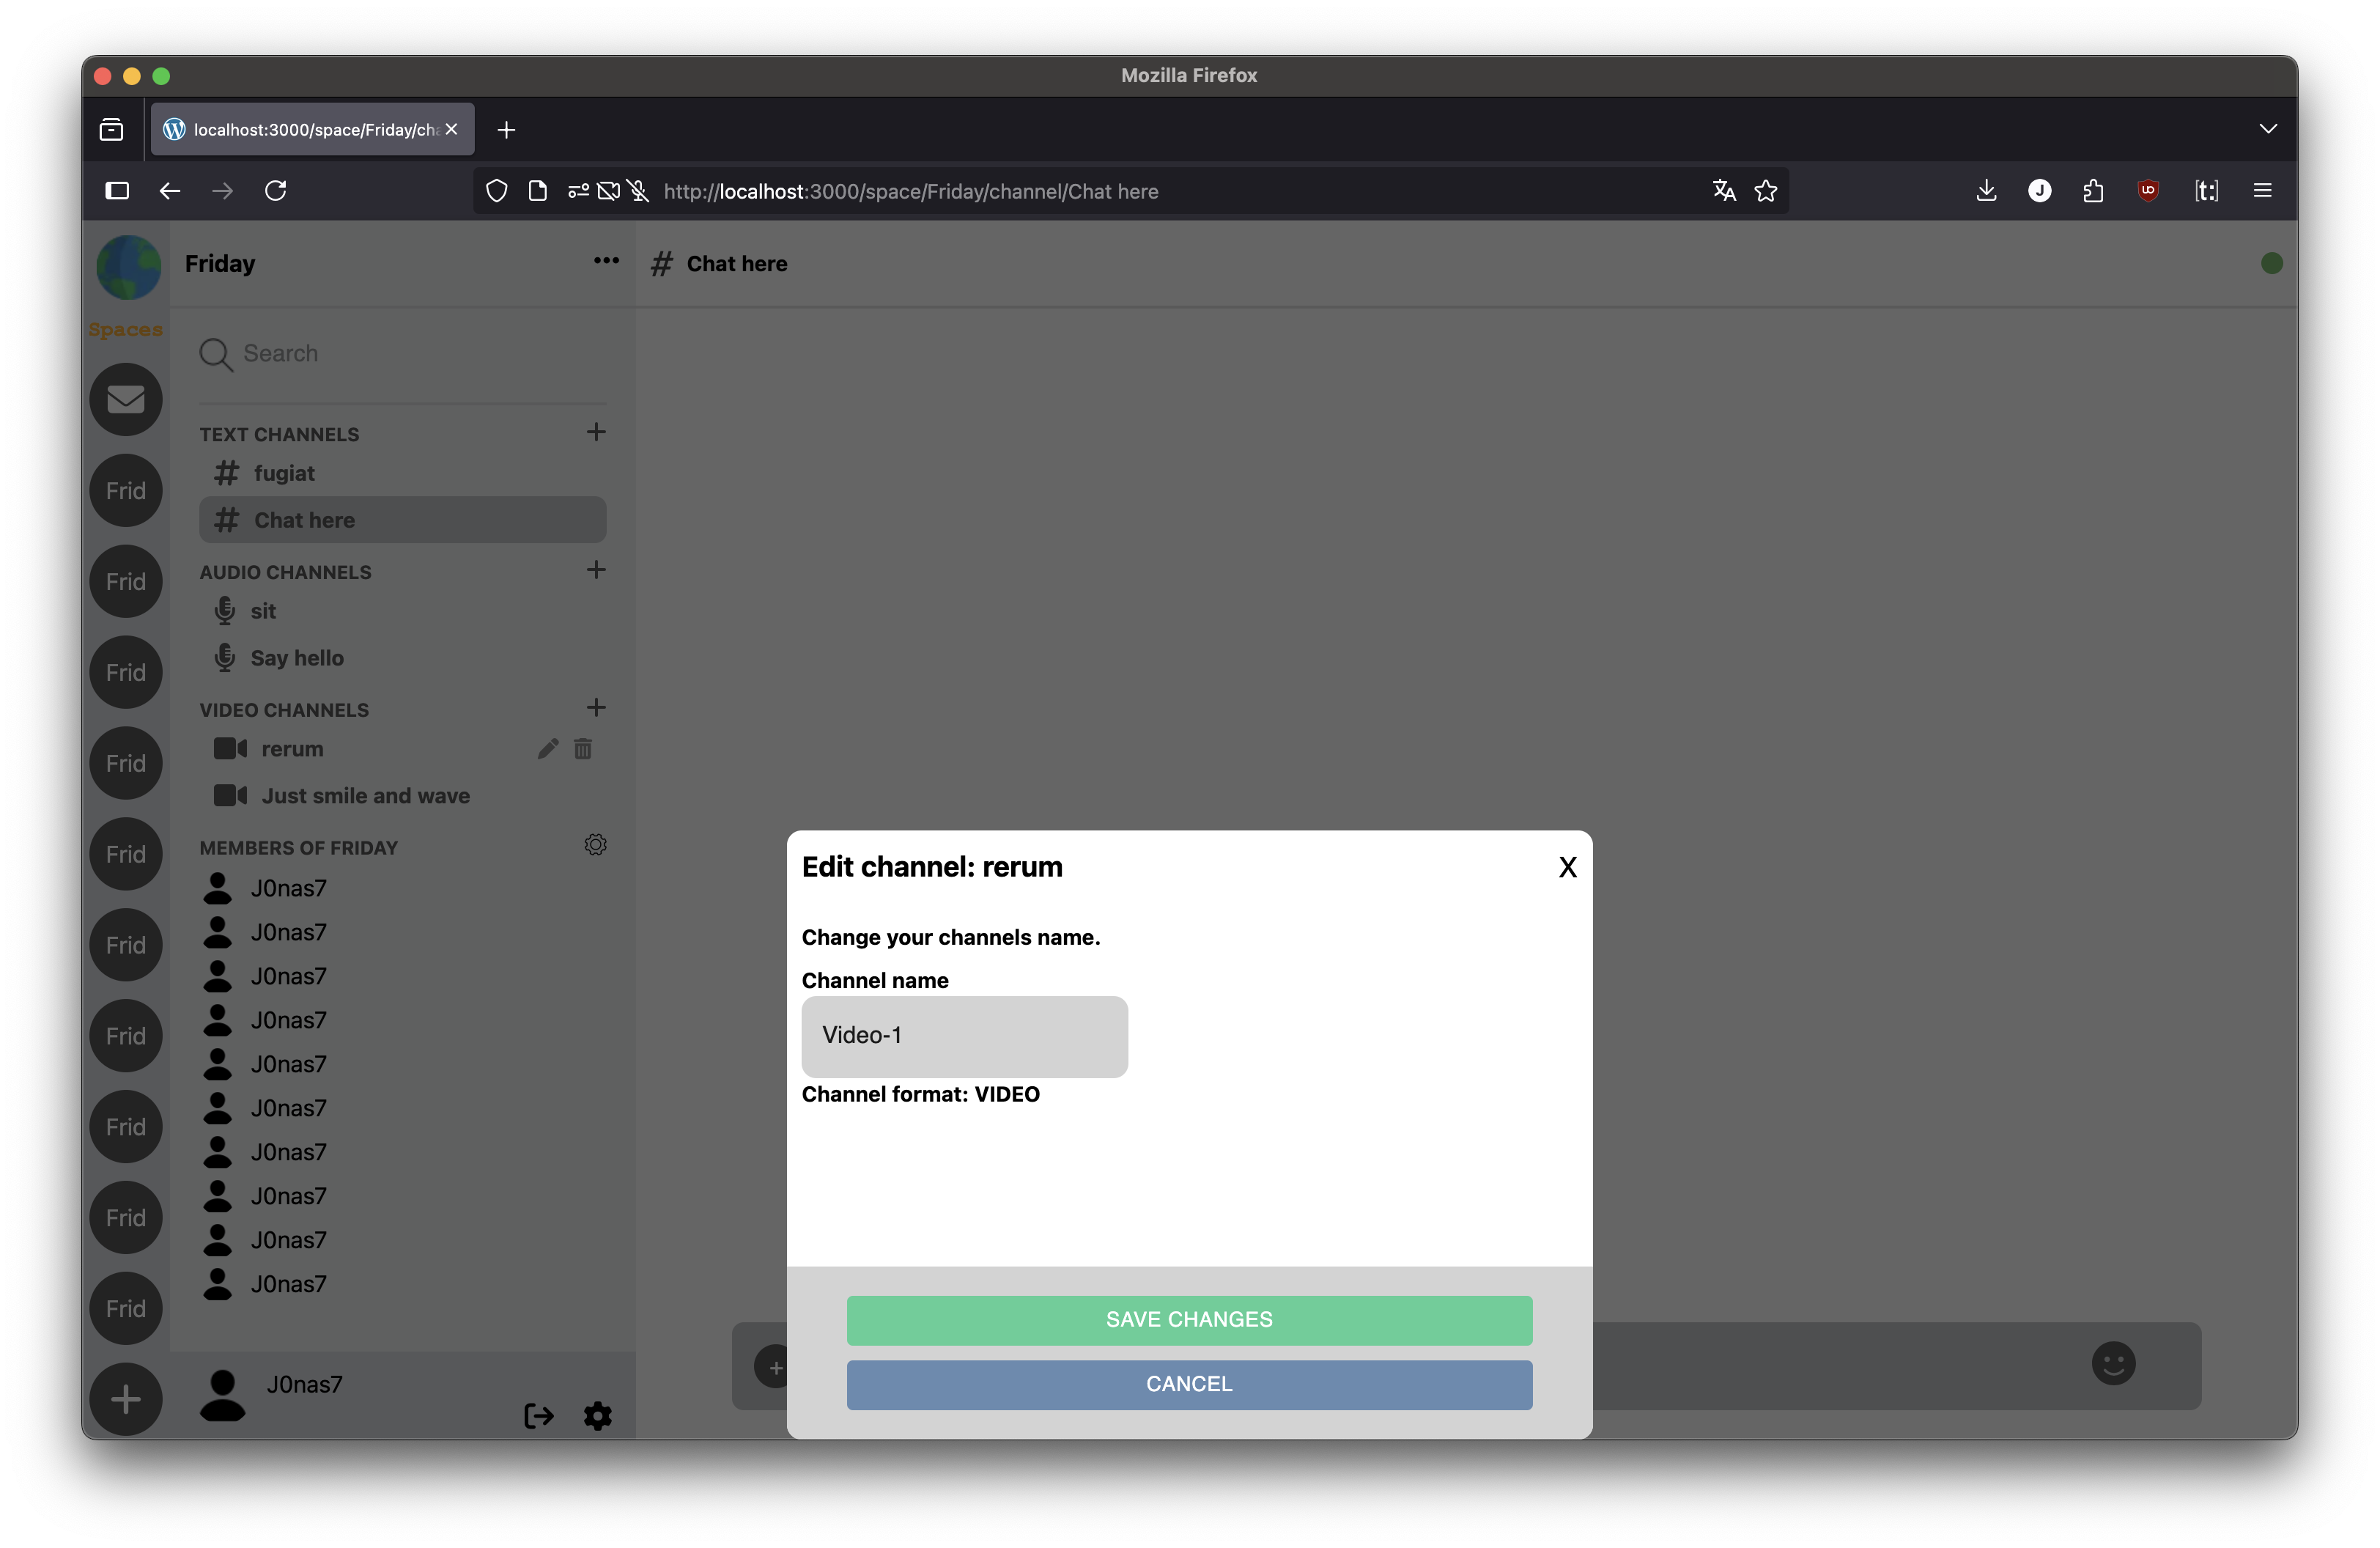 Mozilla Firefox
localhost:3000/space/Friday/cha
http://localhost:3000/space/Friday/channel/Chat here
J
UD
[t:]
Spaces
Frid
Frid
Frid
Frid
Frid
Frid
Frid
Frid
Frid
Frid
Friday
Search
TEXT CHANNELS
# fugiat
# Chat here
AUDIO CHANNELS
sit
Say hello
VIDEO CHANNELS
rerum
Just smile and wave
MEMBERS OF FRIDAY
J0nas7
J0nas7
J0nas7
J0nas7
J0nas7
J0nas7
J0nas7
J0nas7
J0nas7
J0nas7
J0nas7
# Chat here
Edit channel: rerum
X
Change your channels name.
Channel name
Video-1
Channel format: VIDEO
SAVE CHANGES
CANCEL